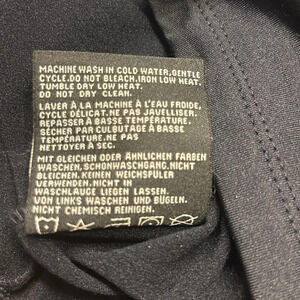 MACHINE WASH IN COLD WATER, GENTLE
CYCLE. DO NOT BLEACH. IRON LOW HEAT.
TUMBLE DRY LOW HEAT.
DO NOT DRY CLEAN.
LAVER À LA MACHINE À L'EAU FROIDE,
CYCLE DÉLICAT. NE PAS JAVELLISER.
REPASSER À BASSE TEMPÉRATURE.
SÉCHER PAR CULBUTAGE À BASSE
TEMPÉRATURE. NE PAS
NETTOYER À SEC.
MIT GLEICHEN ODER ÄHNLICHEN FARBEN
WASCHEN, SCHONWASCHGANG. NICHT
BLEICHEN. KEINEN WEICHSPÜLER
VERWENDEN. NICHT IN
WASCHLAUGE LIEGEN LASSEN.
VON LINKS WASCHEN UND BÜGELN.
NICHT CHEMISCH REINIGEN.